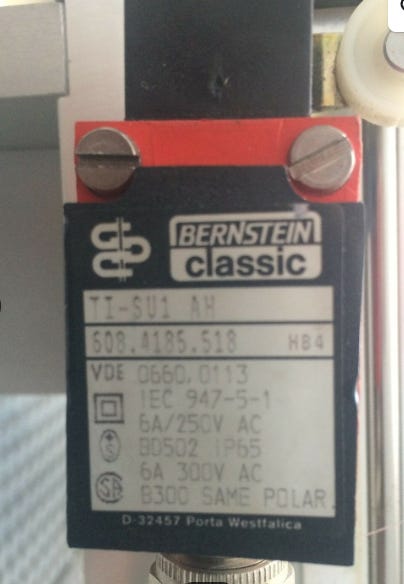 BERNSTEIN
classic
TI-SU1 AH
608.4185.518 HB4
VDE 0660.0113
IEC 947-5-1
6A/250V AC
BD502 IP65
6A 300V AC
B300 SAME POLAR.
D-32457 Porta Westfalica